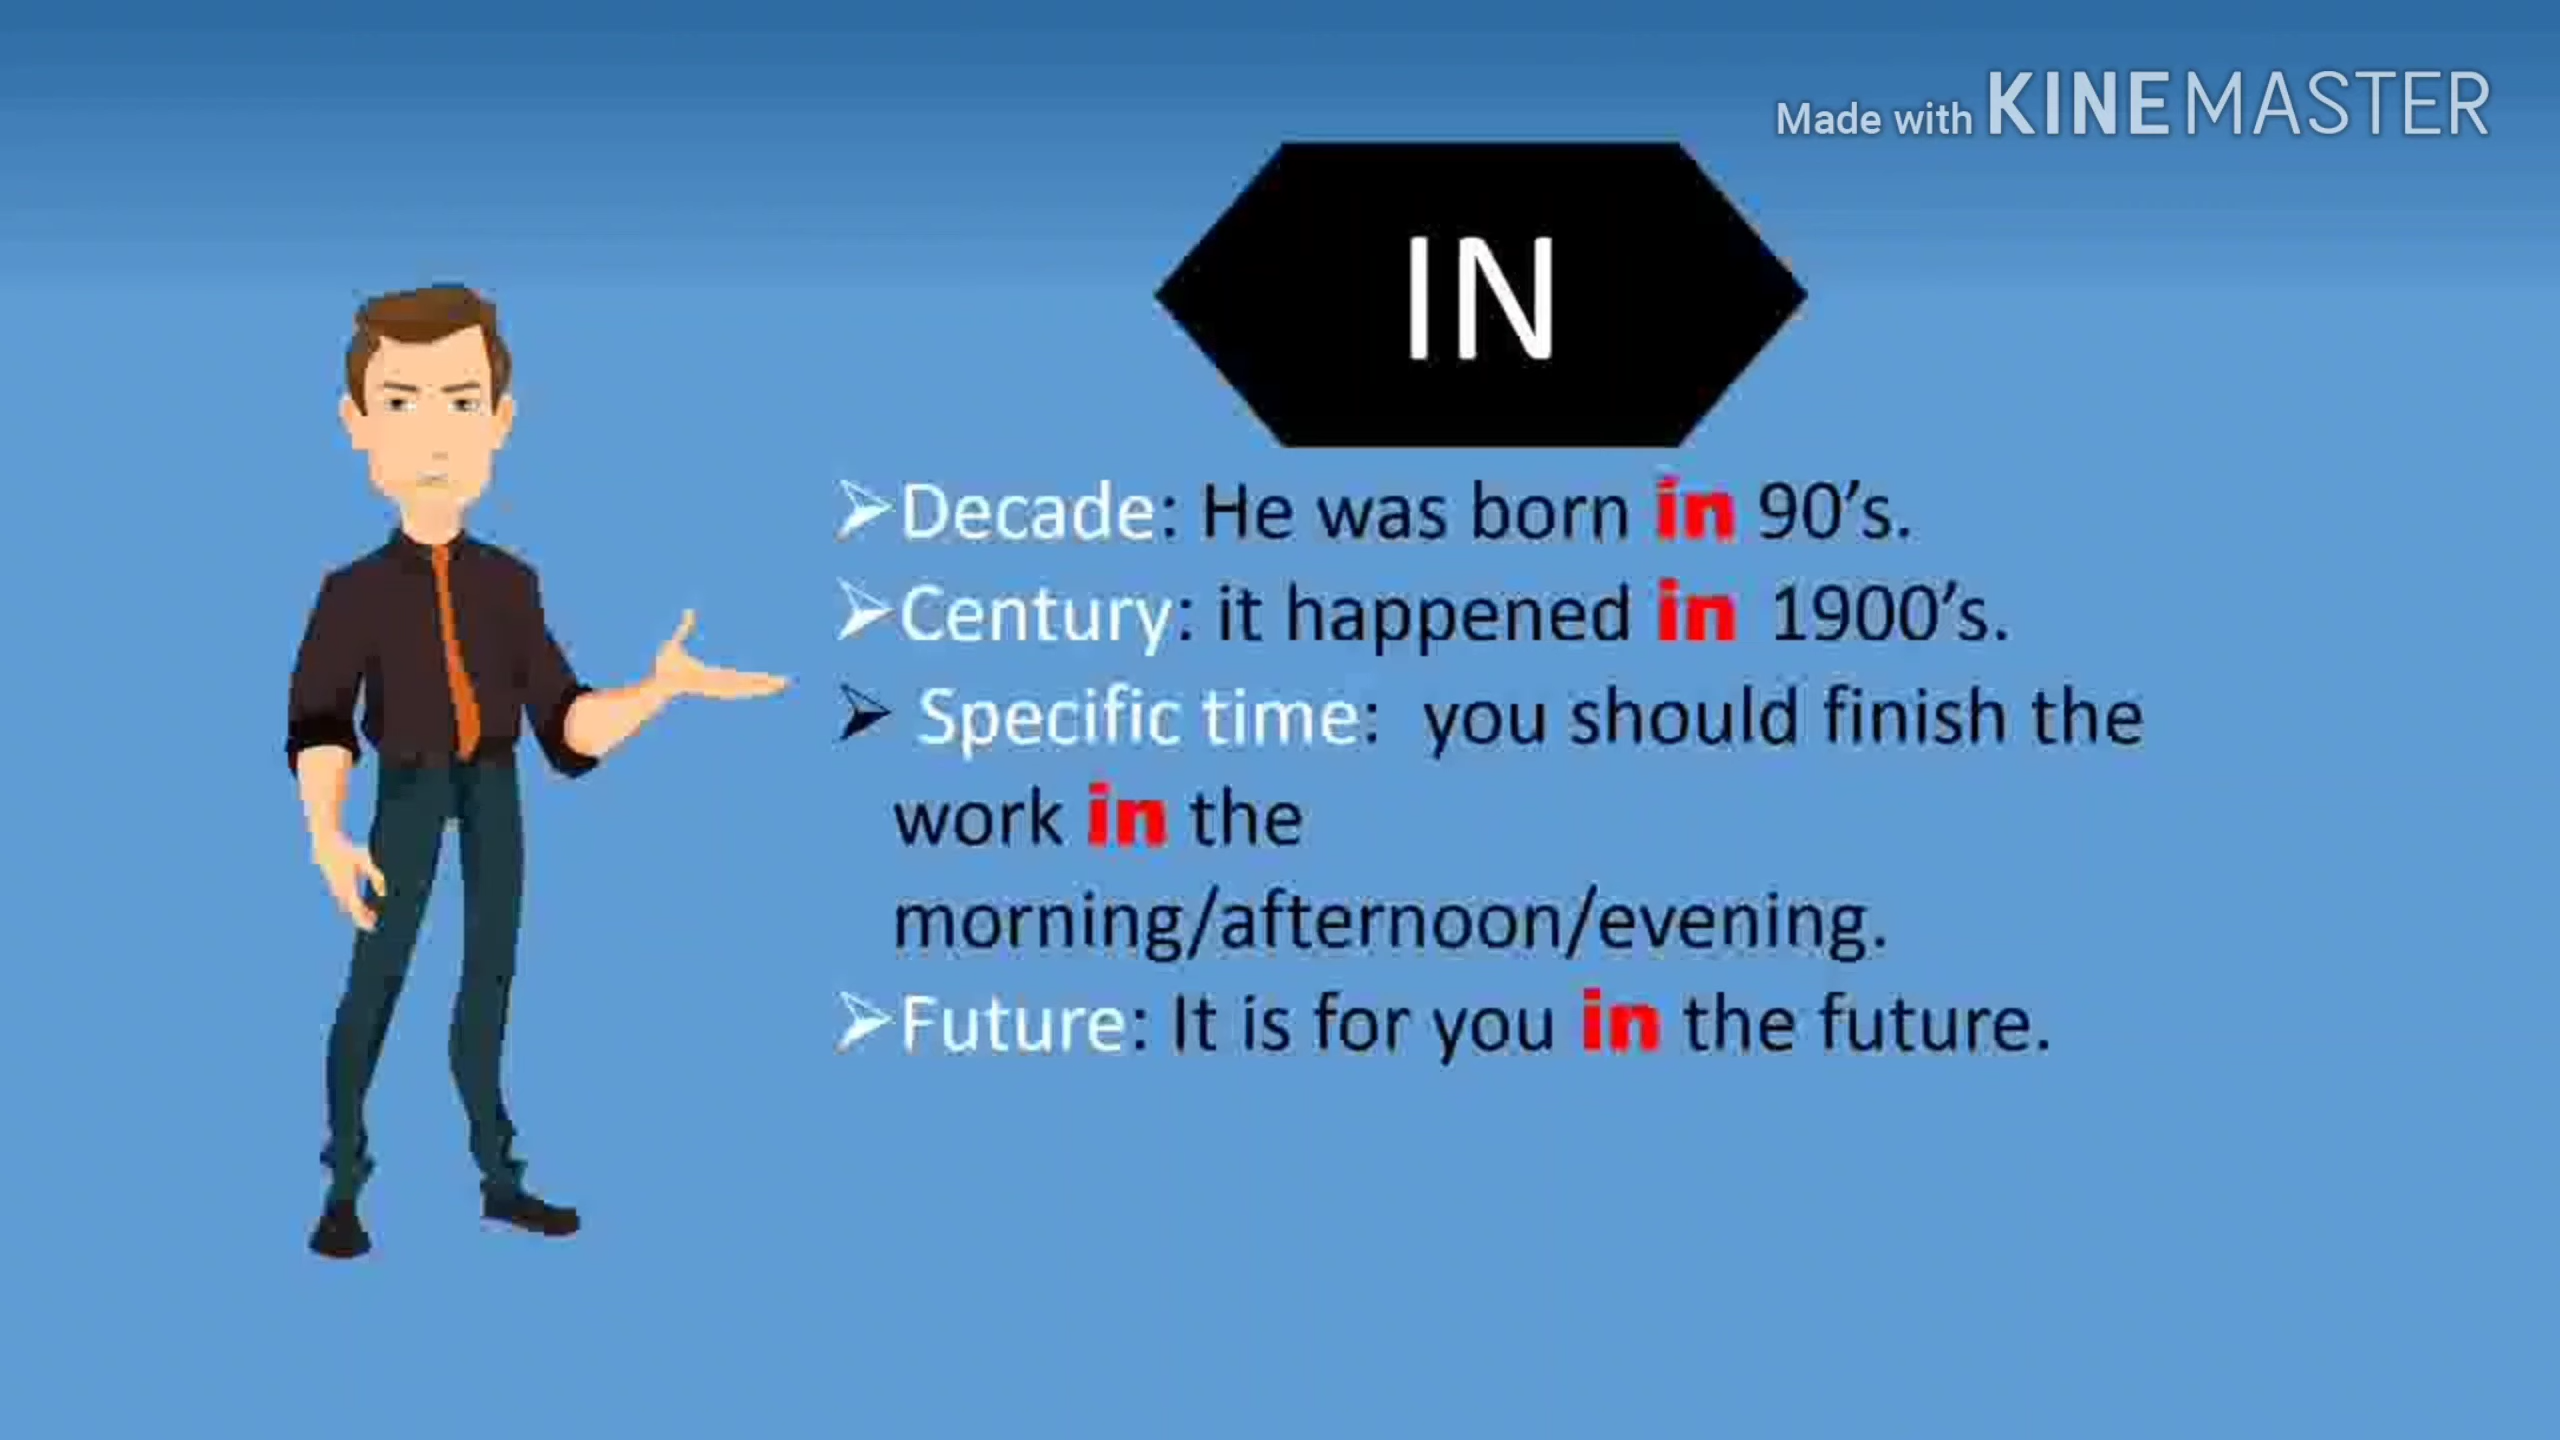 Made with KINEMASTER
IN
➢Decade: He was born in 90’s.
➢Century: it happened in 1900’s.
➢ Specific time: you should finish the
work in the
morning/afternoon/evening.
➢Future: It is for you in the future.